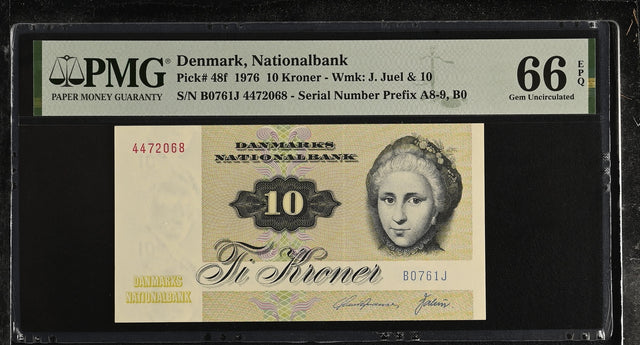 PMG
PAPER MONEY GUARANTY
Denmark, Nationalbank
Pick# 48f 1976 10 Kroner - Wmk: J. Juel & 10
S/N B0761J 4472068 - Serial Number Prefix A8-9, B0
66 EPQ
Gem Uncirculated
4472068
DANMARKS
NATIONALBANK
10
Ti Kroner
B0761J
DANMARKS
NATIONALBANK